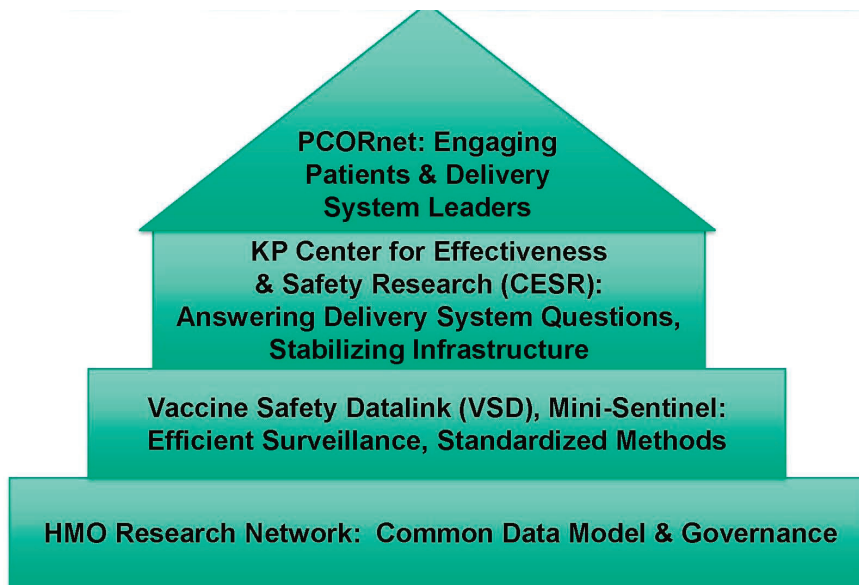 PCORnet: Engaging
Patients & Delivery
System Leaders
KP Center for Effectiveness
& Safety Research (CESR):
Answering Delivery System Questions,
Stabilizing Infrastructure
Vaccine Safety Datalink (VSD), Mini-Sentinel:
Efficient Surveillance, Standardized Methods
HMO Research Network: Common Data Model & Governance